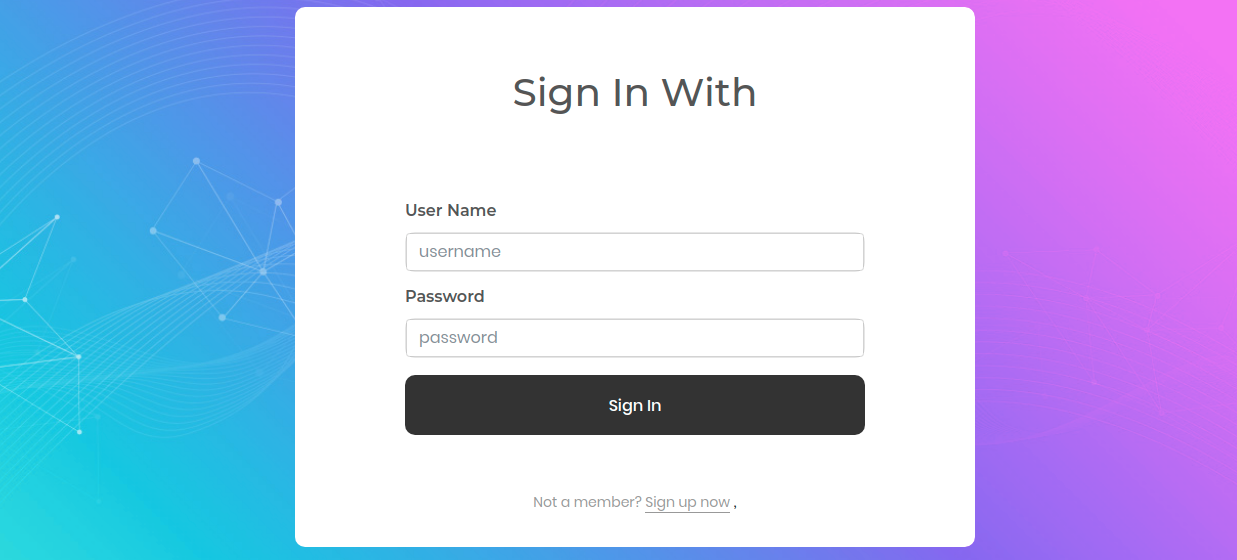 Sign In With
User Name
username
Password
password
Sign In
Not a member? Sign up now ,